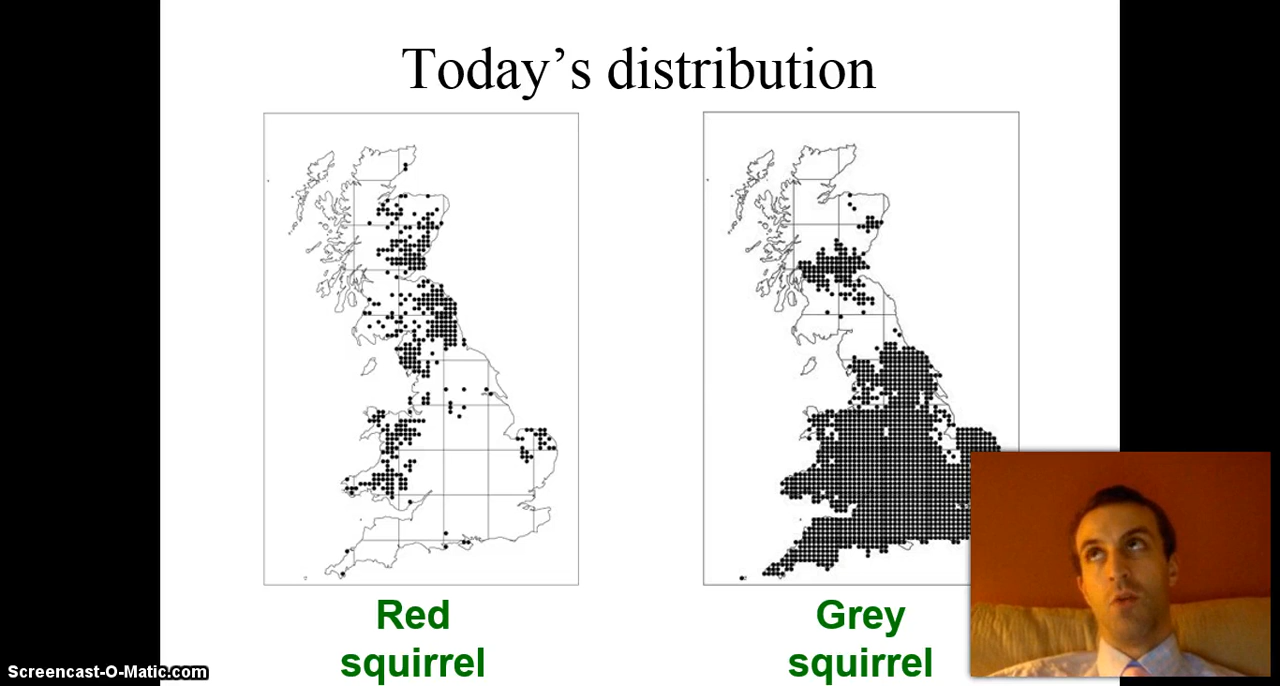 Today’s distribution
Red
squirrel
Grey
squirrel
Screencast-O-Matic.com